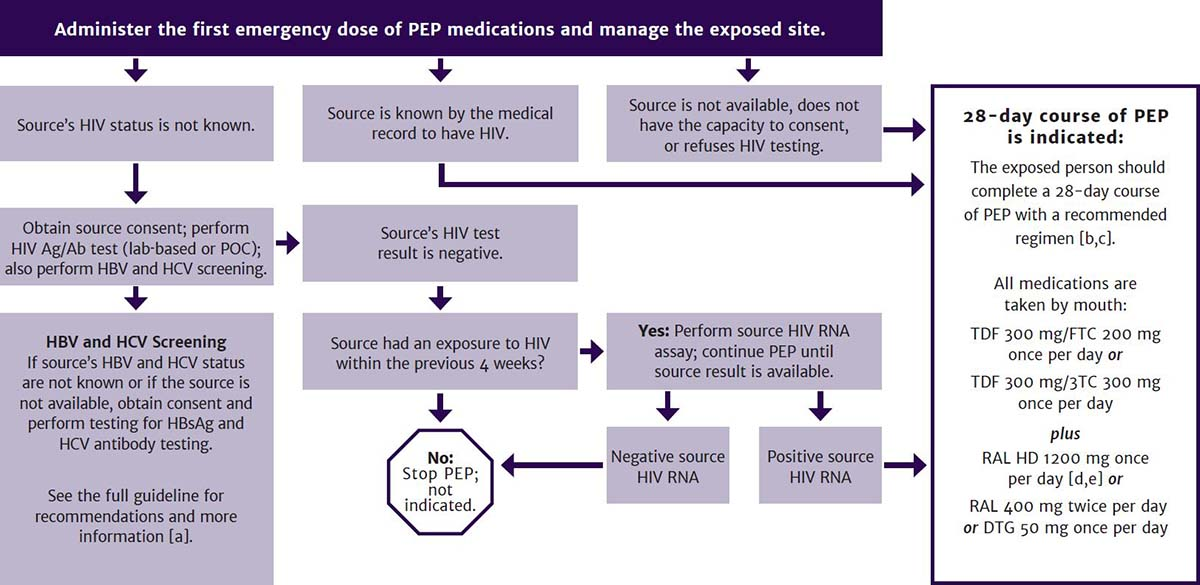 Administer the first emergency dose of PEP medications and manage the exposed site.
Source's HIV status is not known.
Source is known by the medical
record to have HIV.
Source is not available, does not
have the capacity to consent,
or refuses HIV testing.
Obtain source consent; perform
HIV Ag/Ab test (lab-based or POC);
also perform HBV and HCV screening.
Source's HIV test
result is negative.
HBV and HCV Screening
If source's HBV and HCV status
are not known or if the source is
not available, obtain consent and
perform testing for HBsAg and
HCV antibody testing.
See the full guideline for
recommendations and more
information [a].
Source had an exposure to HIV
within the previous 4 weeks?
Yes: Perform source HIV RNA
assay; continue PEP until
source result is available.
No:
Stop PEP;
not
indicated.
Negative source
HIV RNA
Positive source
HIV RNA
28-day course of PEP
is indicated:
The exposed person should
complete a 28-day course
of PEP with a recommended
regimen [b,c].
All medications are
taken by mouth:
TDF 300 mg/FTC 200 mg
once per day or
TDF 300 mg/3TC 300 mg
once per day
plus
RAL HD 1200 mg once
per day [d,e] or
RAL 400 mg twice per day
or DTG 50 mg once per day